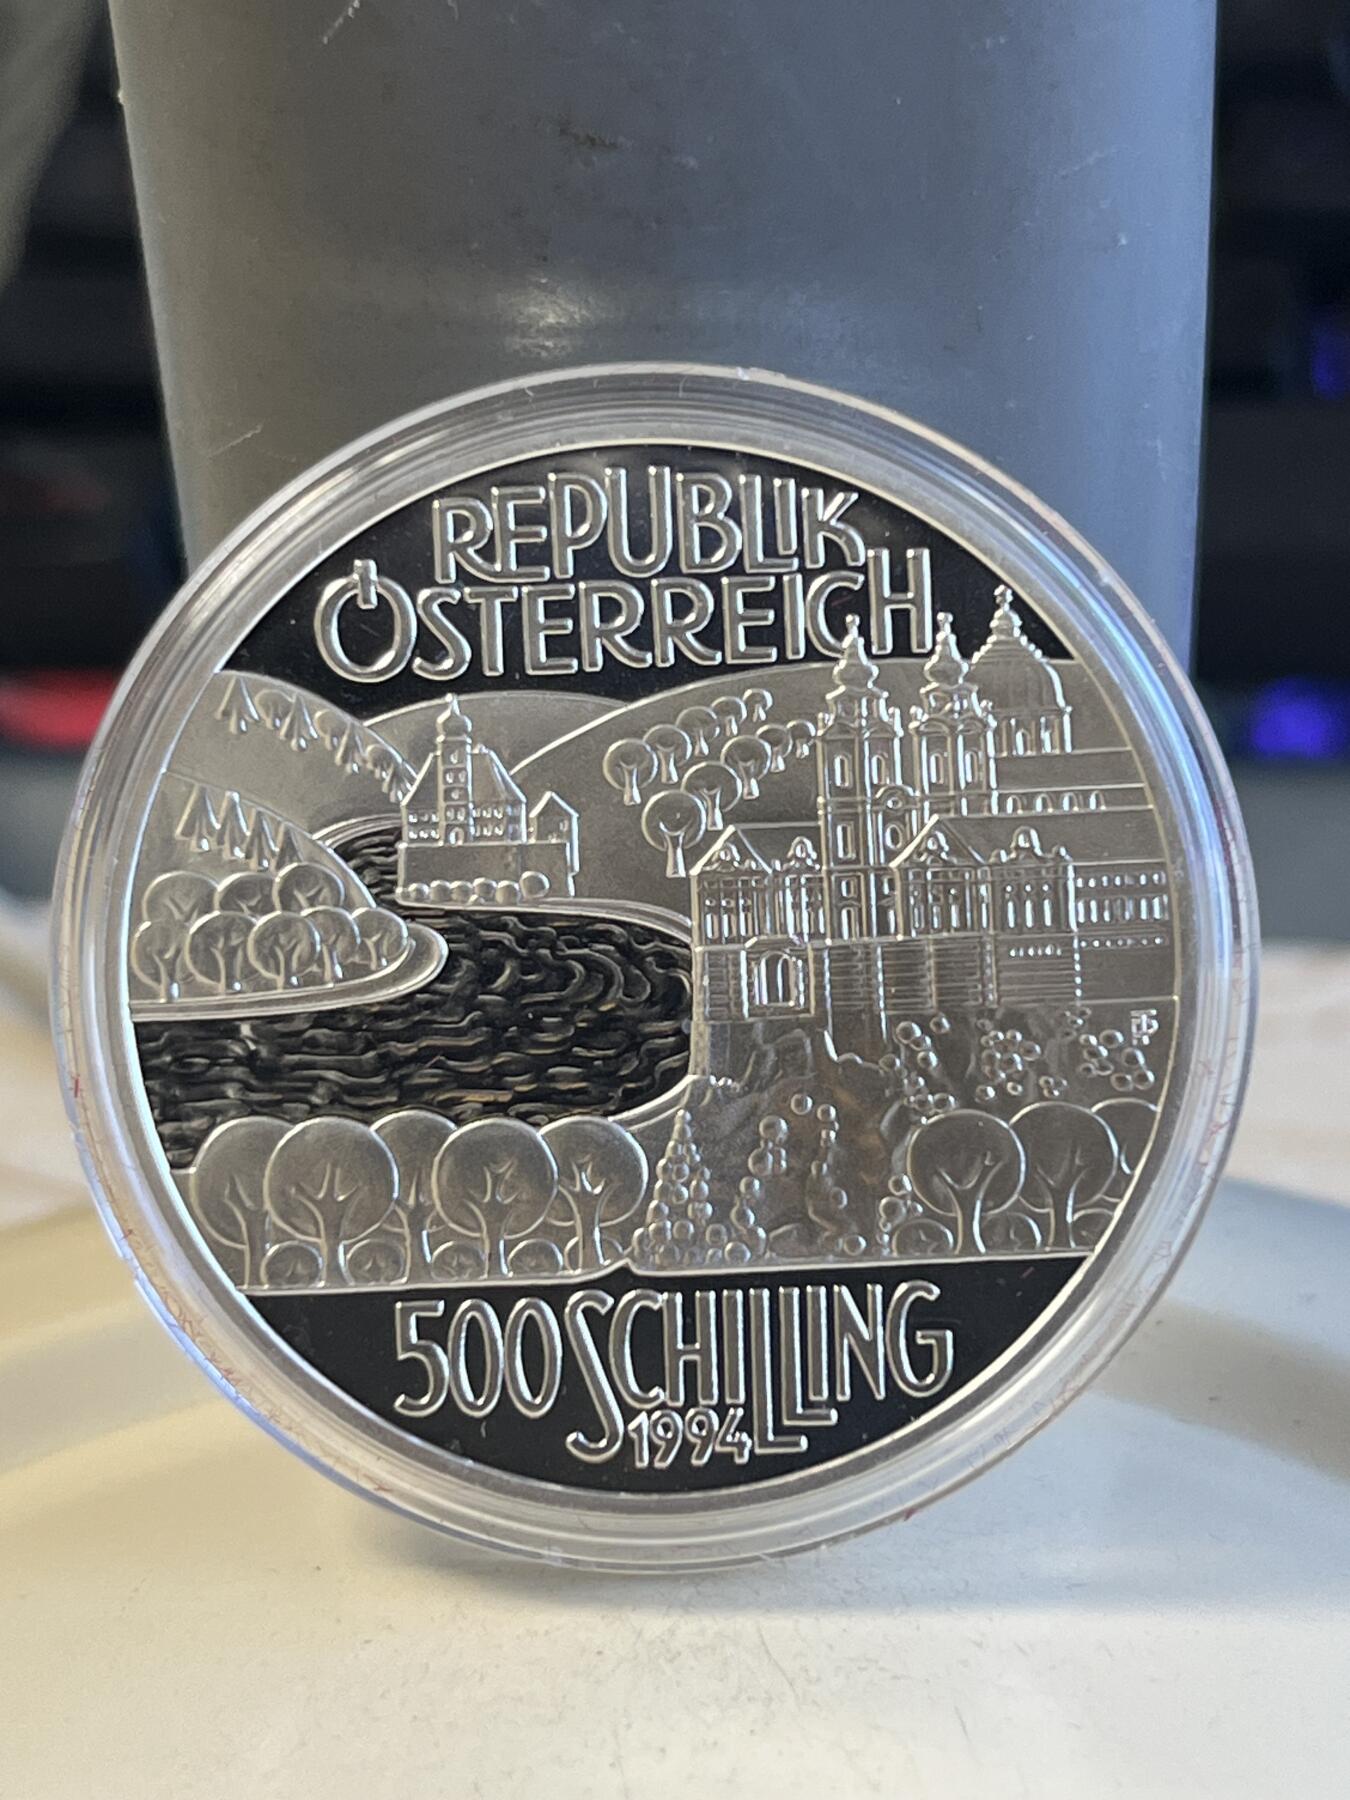 REPUBLIK
ÖSTERREICH
500 SCHILLING
1994